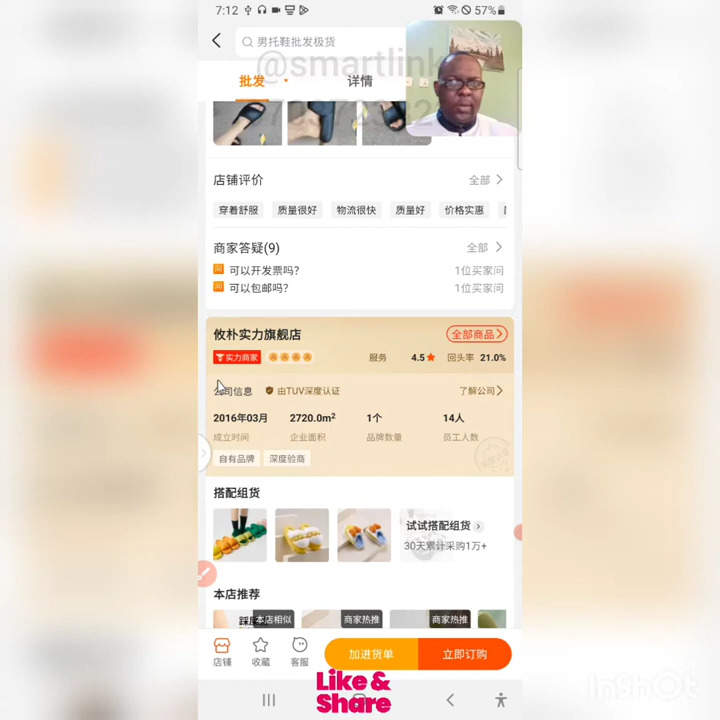 7:12
57%
男托鞋批发极货
@smartlink
批发
详情
店铺评价
全部
穿着舒服
质量很好
物流很快
质量好
价格实惠
商家答疑(9)
全部
问 可以开发票吗?
1位买家问
问 可以包邮吗?
1位买家问
攸朴实力旗舰店
全部商品
实力商家
服务 4.5
回头率 21.0%
公司信息
由TUV深度认证
了解公司
2016年03月
2720.0m²
1个
14人
成立时间
企业面积
品牌数量
员工人数
自有品牌
深度验商
搭配组货
试试搭配组货
30天累计采购1万+
本店推荐
本店相似
商家热推
商家热推
店铺
收藏
客服
加进货单
立即订购
Like &
Share
InShOt